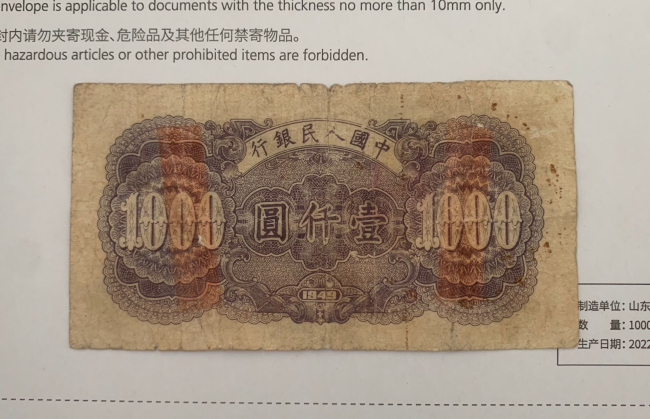 nvelope is applicable to documents with the thickness no more than 10mm only.
封内请勿夹寄现金、危险品及其他任何禁寄物品。
hazardous articles or other prohibited items are forbidden.
中國人民銀行
1000 壹仟圓 1000
1949
制造单位：山东
数 量：1000
生产日期：2022